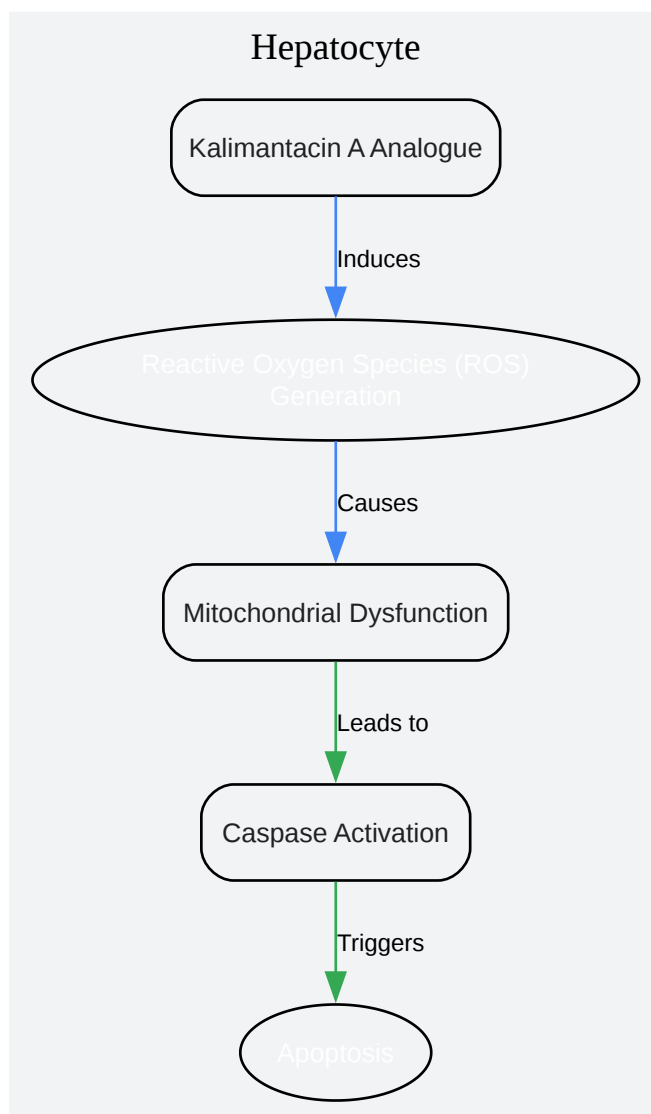 Hepatocyte
Kalimantacin A Analogue
Induces
Reactive Oxygen Species (ROS)
Generation
Causes
Mitochondrial Dysfunction
Leads to
Caspase Activation
Triggers
Apoptosis